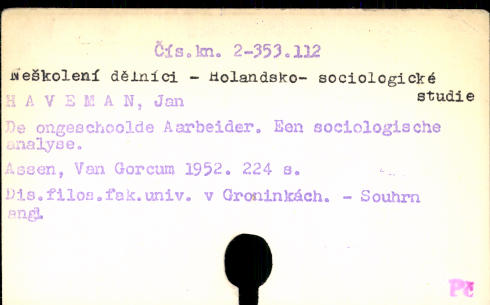 Čís.kn. 2-353.112
Neškolení dělníci - Holandsko- sociologické
studie
H A V E M A N, Jan
De ongeschoolde Aarbeider. Een sociologische
analyse.
Assen, Van Gorcum 1952. 224 s.
Dis.filos.fak.univ. v Groninkách. - Souhrn
angl.
Pč